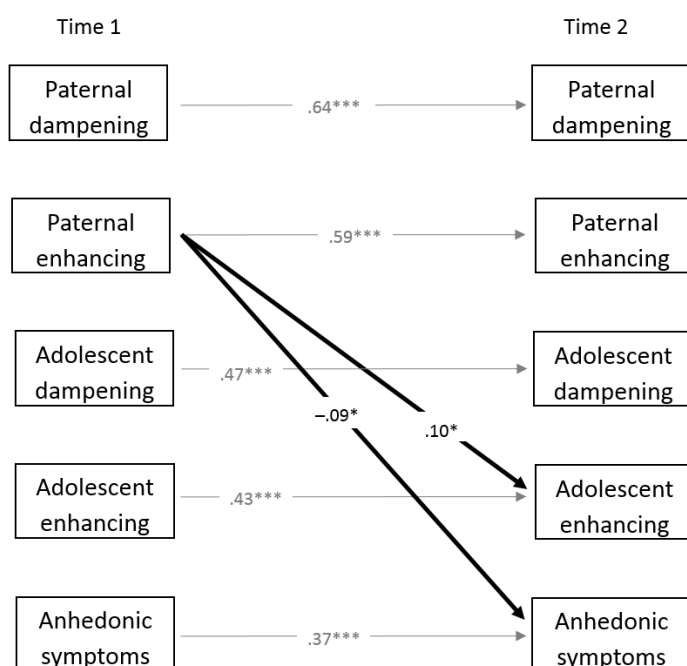 Time 1
Time 2
Paternal
dampening
.64***
Paternal
dampening
Paternal
enhancing
.59***
Paternal
enhancing
Adolescent
dampening
.47***
Adolescent
dampening
–.09*
.10*
Adolescent
enhancing
.43***
Adolescent
enhancing
Anhedonic
symptoms
.37***
Anhedonic
symptoms